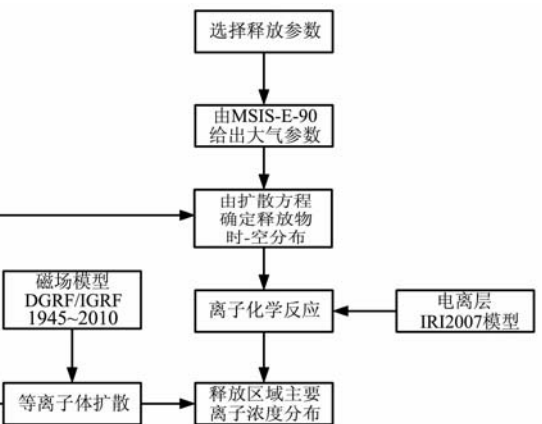 选择释放参数
由MSIS-E-90
给出大气参数
由扩散方程
确定释放物
时-空分布
磁场模型
DGRF/IGRF
1945~2010
离子化学反应
电离层
IRI2007模型
等离子体扩散
释放区域主要
离子浓度分布